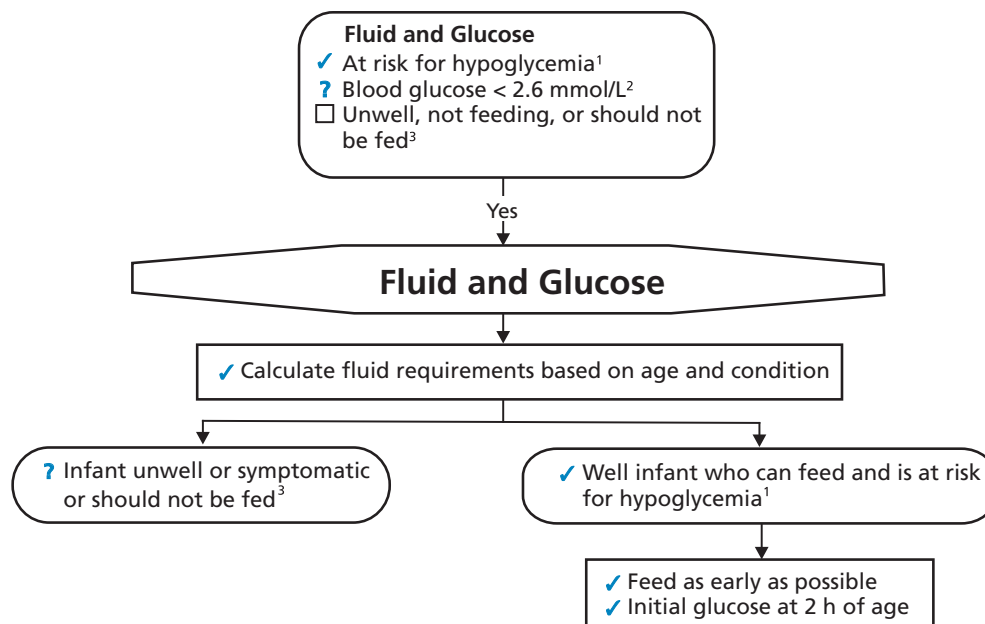 Fluid and Glucose
✓ At risk for hypoglycemia¹
? Blood glucose < 2.6 mmol/L²
☐ Unwell, not feeding, or should not
be fed³
Yes
Fluid and Glucose
✓ Calculate fluid requirements based on age and condition
? Infant unwell or symptomatic
or should not be fed³
✓ Well infant who can feed and is at risk
for hypoglycemia¹
✓ Feed as early as possible
✓ Initial glucose at 2 h of age